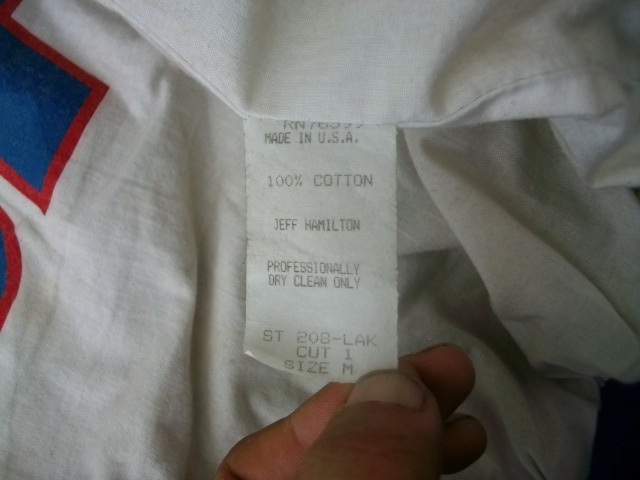 MADE IN U.S.A.
100% COTTON
JEFF HAMILTON
PROFESSIONALLY
DRY CLEAN ONLY
ST 208-LAK
CUT 1
SIZE M